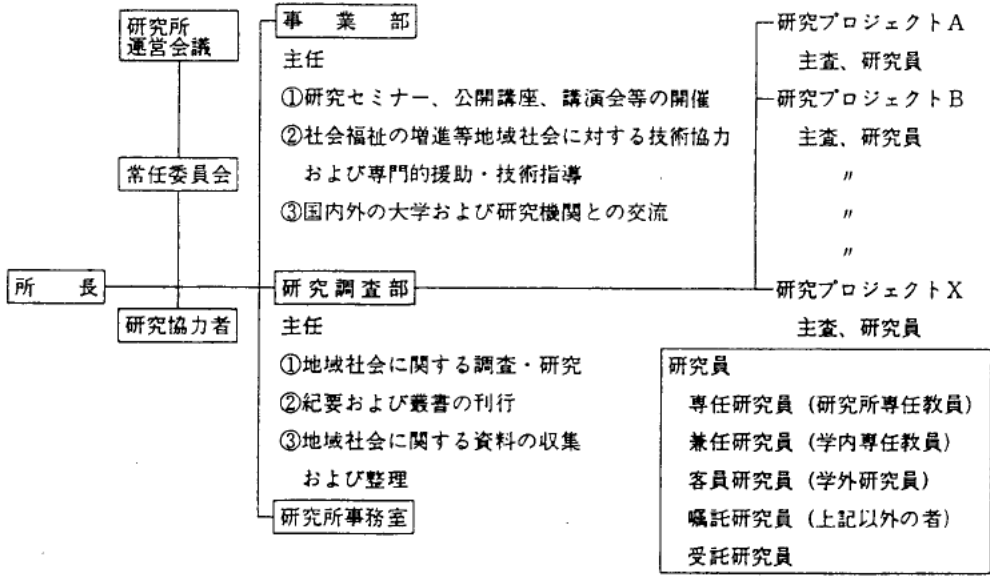 研究所
運営会議
常任委員会
所　長
研究協力者
事業部
主任
①研究セミナー、公開講座、講演会等の開催
②社会福祉の増進等地域社会に対する技術協力
および専門的援助・技術指導
③国内外の大学および研究機関との交流
研究調査部
主任
①地域社会に関する調査・研究
②紀要および叢書の刊行
③地域社会に関する資料の収集
および整理
研究所事務室
研究プロジェクトA
主査、研究員
研究プロジェクトB
主査、研究員
〃
〃
〃
研究プロジェクトX
主査、研究員
研究員
専任研究員（研究所専任教員）
兼任研究員（学内専任教員）
客員研究員（学外研究員）
嘱託研究員（上記以外の者）
受託研究員